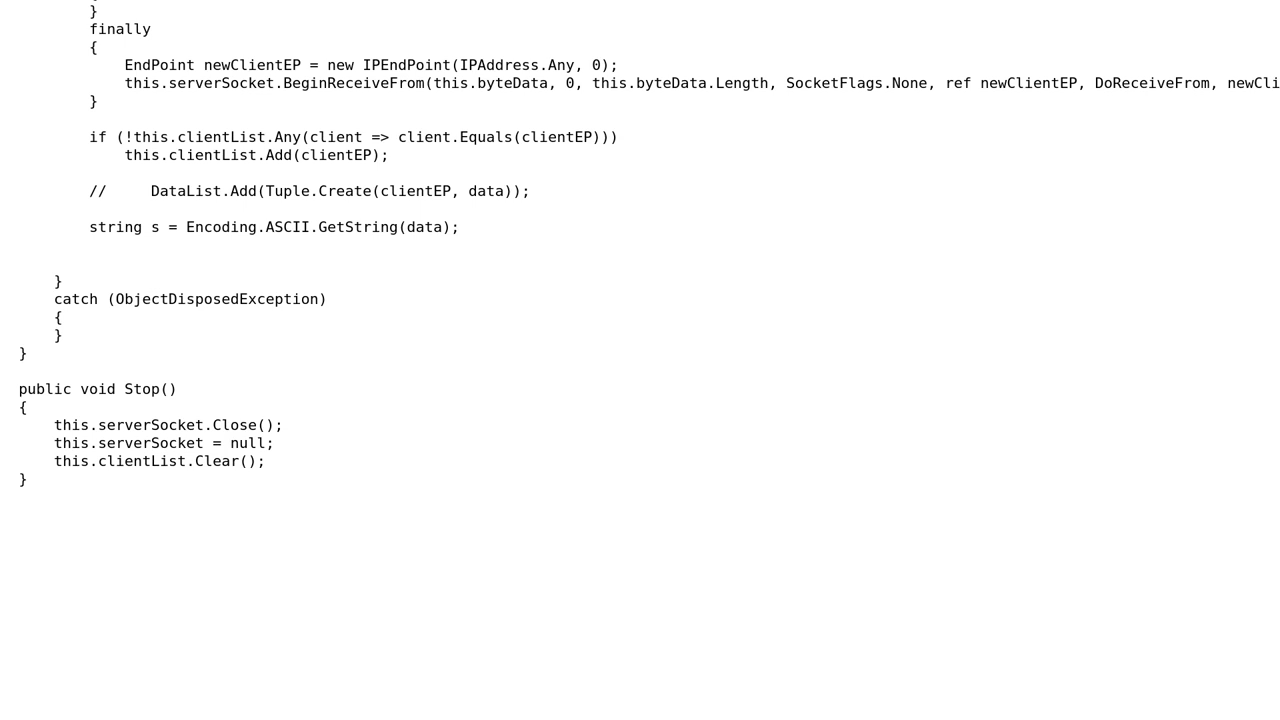 }
finally
{
EndPoint newClientEP = new IPEndPoint(IPAddress.Any, 0);
this.serverSocket.BeginReceiveFrom(this.byteData, 0, this.byteData.Length, SocketFlags.None, ref newClientEP, DoReceiveFrom, newCli
}
if (!this.clientList.Any(client => client.Equals(clientEP)))
this.clientList.Add(clientEP);
//     DataList.Add(Tuple.Create(clientEP, data));
string s = Encoding.ASCII.GetString(data);
}
catch (ObjectDisposedException)
{
}
}
public void Stop()
{
this.serverSocket.Close();
this.serverSocket = null;
this.clientList.Clear();
}